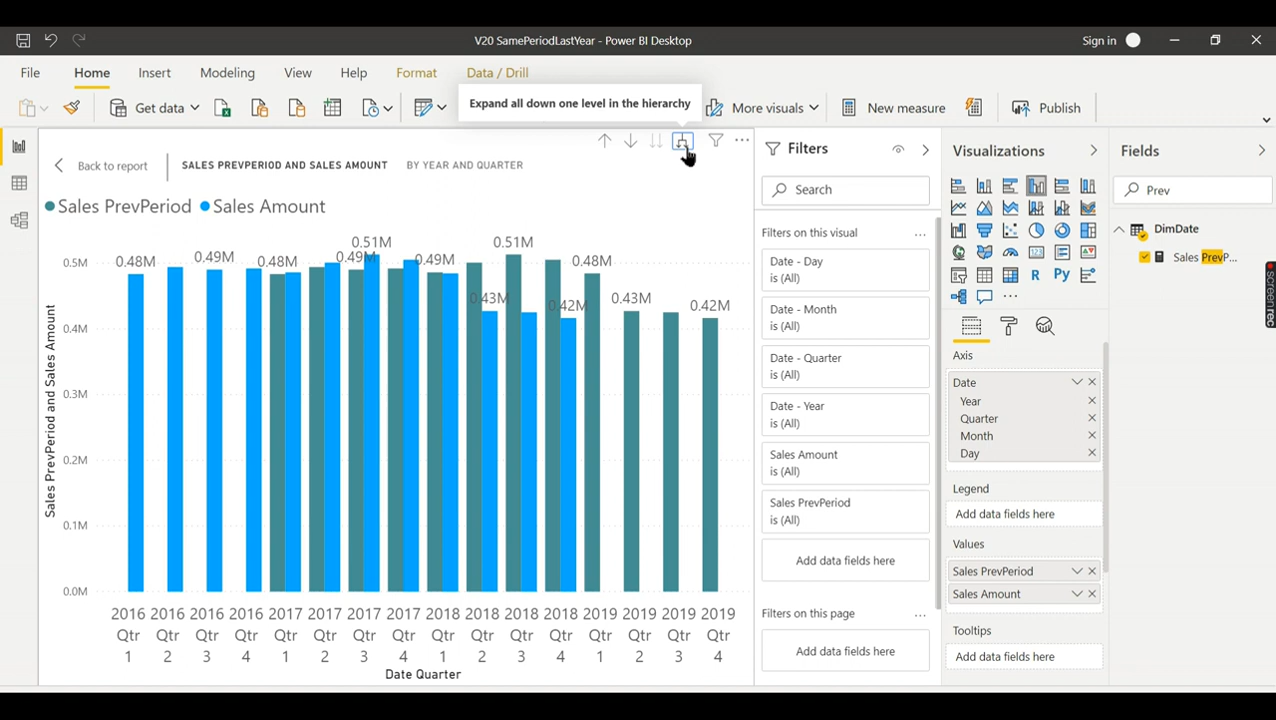 V20 SamePeriodLastYear - Power BI Desktop
Sign in
File
Home
Insert
Modeling
View
Help
Format
Data / Drill
Get data
Expand all down one level in the hierarchy
More visuals
New measure
Publish
Back to report
SALES PREVPERIOD AND SALES AMOUNT
BY YEAR AND QUARTER
Sales PrevPeriod
Sales Amount
Sales PrevPeriod and Sales Amount
0.5M
0.4M
0.3M
0.2M
0.1M
0.0M
0.48M
0.49M
0.48M
0.49M
0.51M
0.49M
0.43M
0.51M
0.42M
0.48M
0.43M
0.42M
2016 2016 2016 2016 2017 2017 2017 2017 2018 2018 2018 2018 2019 2019 2019 2019
Qtr Qtr Qtr Qtr Qtr Qtr Qtr Qtr Qtr Qtr Qtr Qtr Qtr Qtr Qtr Qtr
1 2 3 4 1 2 3 4 1 2 3 4 1 2 3 4
Date Quarter
Filters
Search
Filters on this visual
...
Date - Day
is (All)
Date - Month
is (All)
Date - Quarter
is (All)
Date - Year
is (All)
Sales Amount
is (All)
Sales PrevPeriod
is (All)
Add data fields here
Filters on this page
...
Add data fields here
Visualizations
123
R
Py
...
Axis
Date
Year
Quarter
Month
Day
Legend
Add data fields here
Values
Sales PrevPeriod
Sales Amount
Tooltips
Add data fields here
Fields
Prev
DimDate
Sales PrevP...
screenrec